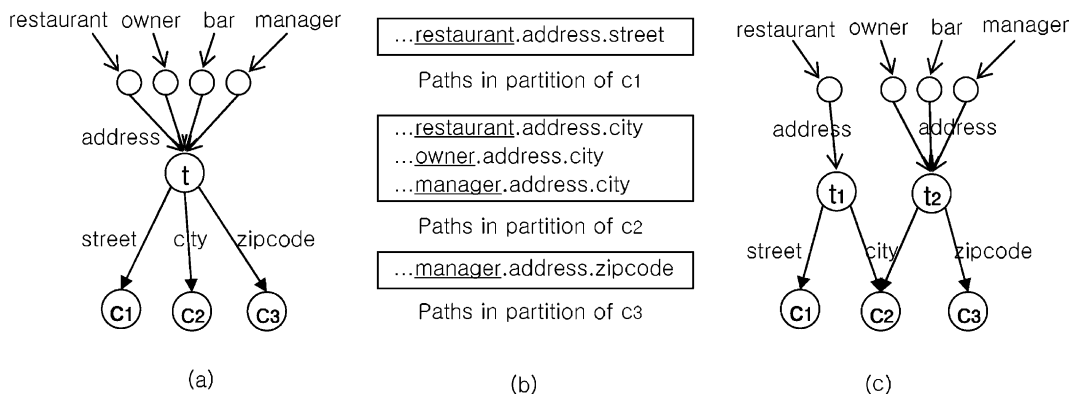 restaurant owner bar manager
address
t
street city zipcode
c1 c2 c3
(a)
...restaurant.address.street
Paths in partition of c1
...restaurant.address.city
...owner.address.city
...manager.address.city
Paths in partition of c2
...manager.address.zipcode
Paths in partition of c3
(b)
restaurant owner bar manager
address address
t1 t2
street city zipcode
c1 c2 c3
(c)